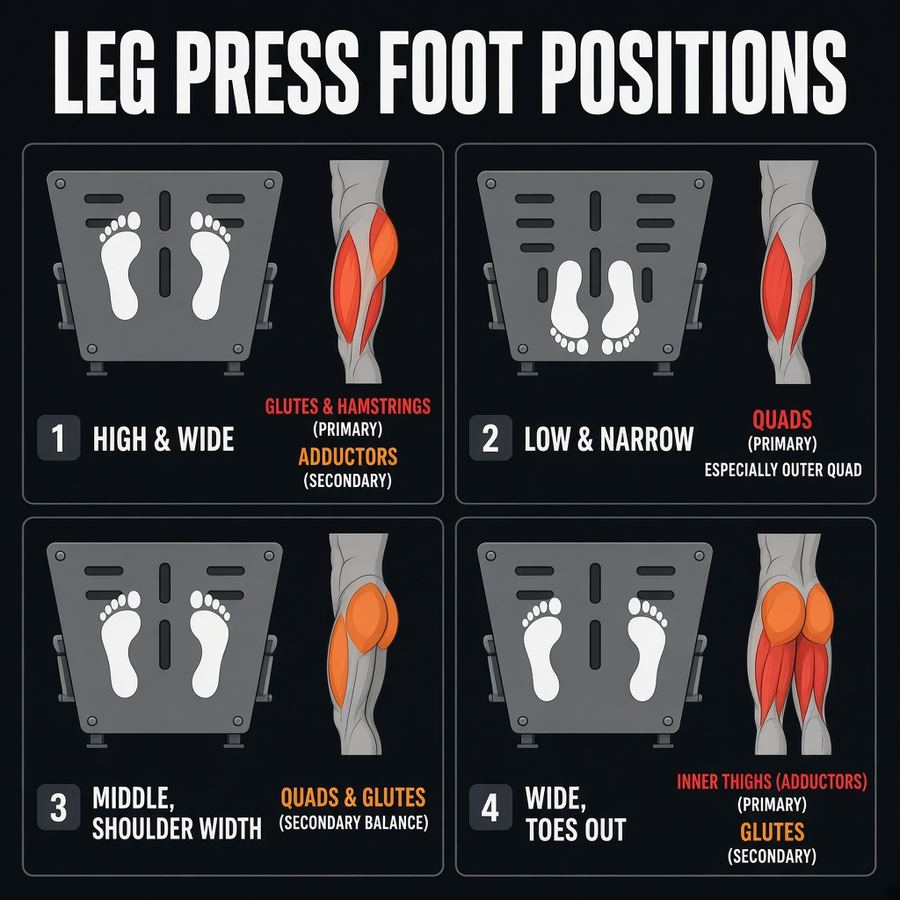 LEG PRESS FOOT POSITIONS
1 HIGH & WIDE
GLUTES & HAMSTRINGS
(PRIMARY)
ADDUCTORS
(SECONDARY)
2 LOW & NARROW
QUADS
(PRIMARY)
ESPECIALLY OUTER QUAD
3 MIDDLE,
SHOULDER WIDTH
QUADS & GLUTES
(SECONDARY BALANCE)
4 WIDE,
TOES OUT
INNER THIGHS (ADDUCTORS)
(PRIMARY)
GLUTES
(SECONDARY)